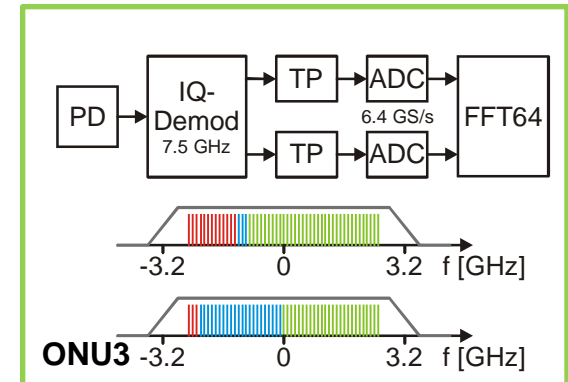 PD
IQ-
Demod
7.5 GHz
TP
ADC
6.4 GS/s
TP
ADC
FFT64
-3.2 0 3.2 f [GHz]
ONU3 -3.2 0 3.2 f [GHz]